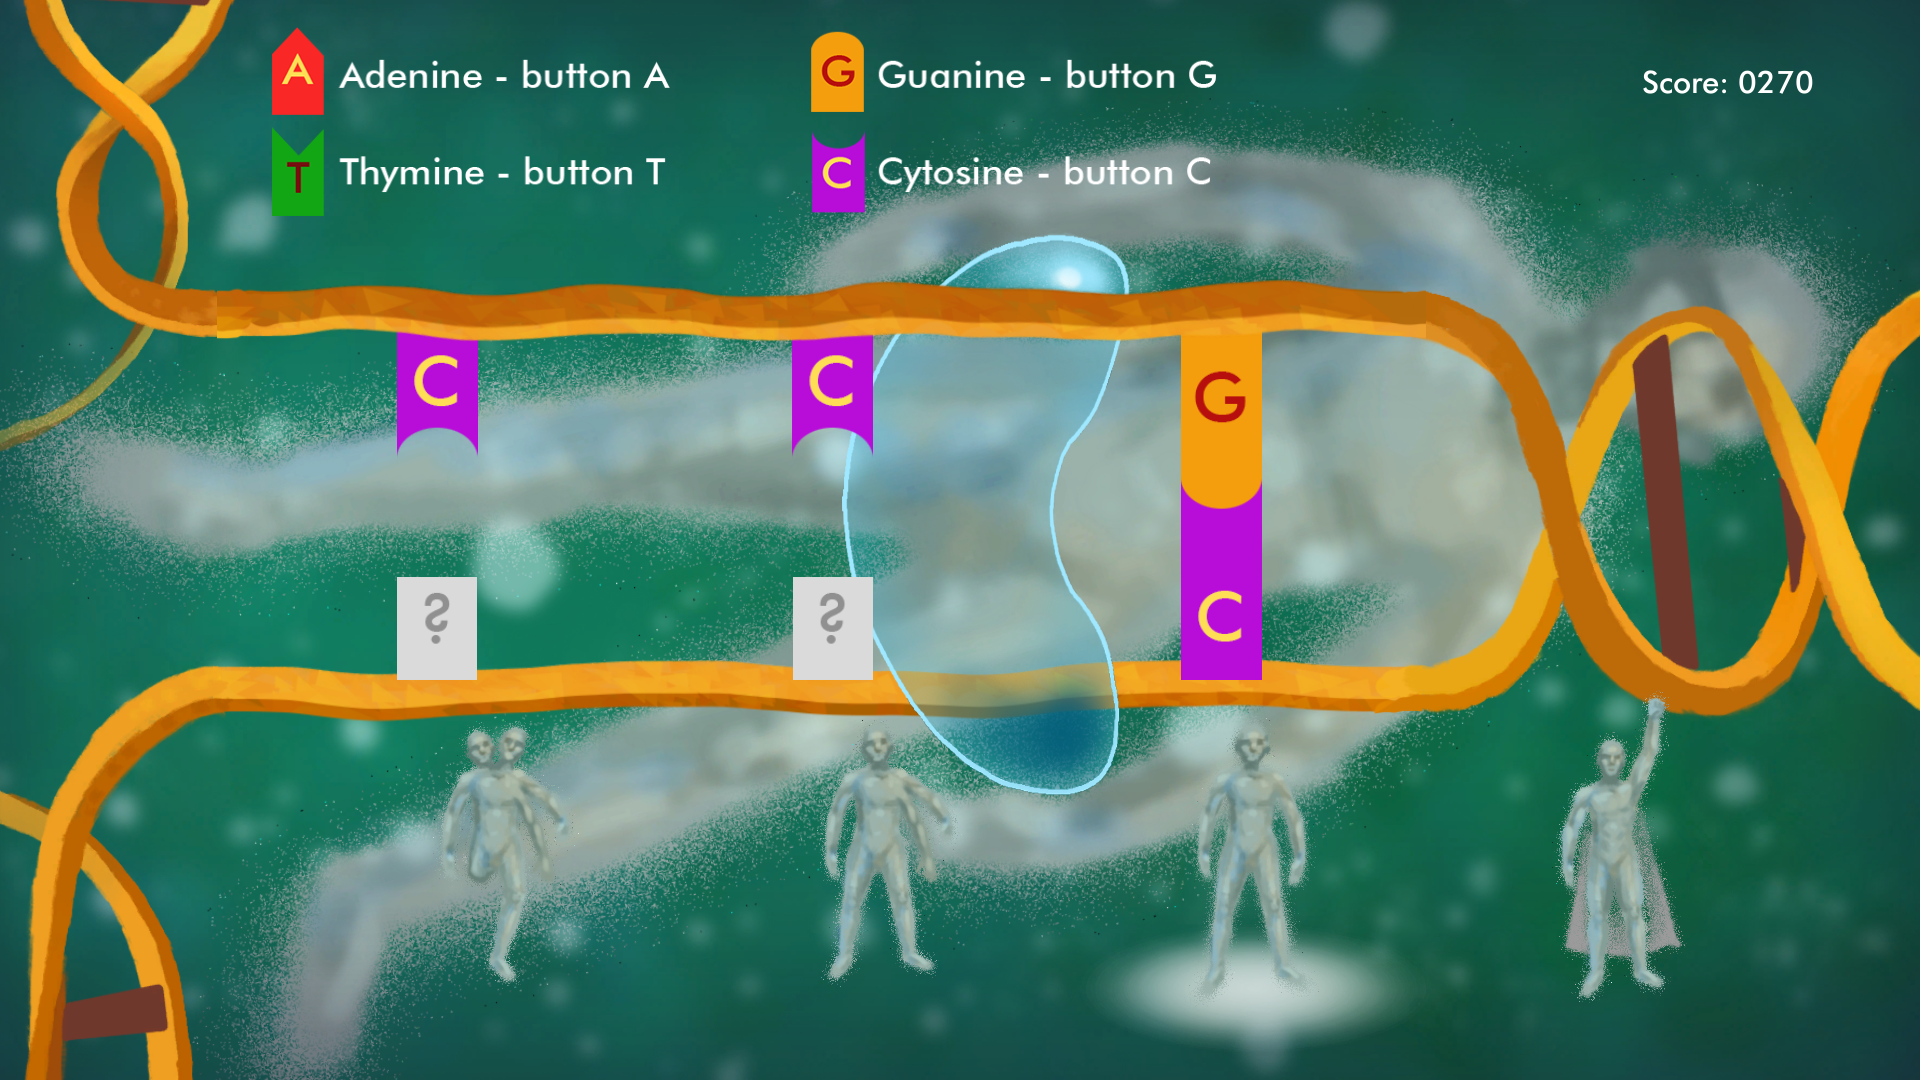 A Adenine - button A
G Guanine - button G
Score: 0270
T Thymine - button T
C Cytosine - button C
C C G
? ? C